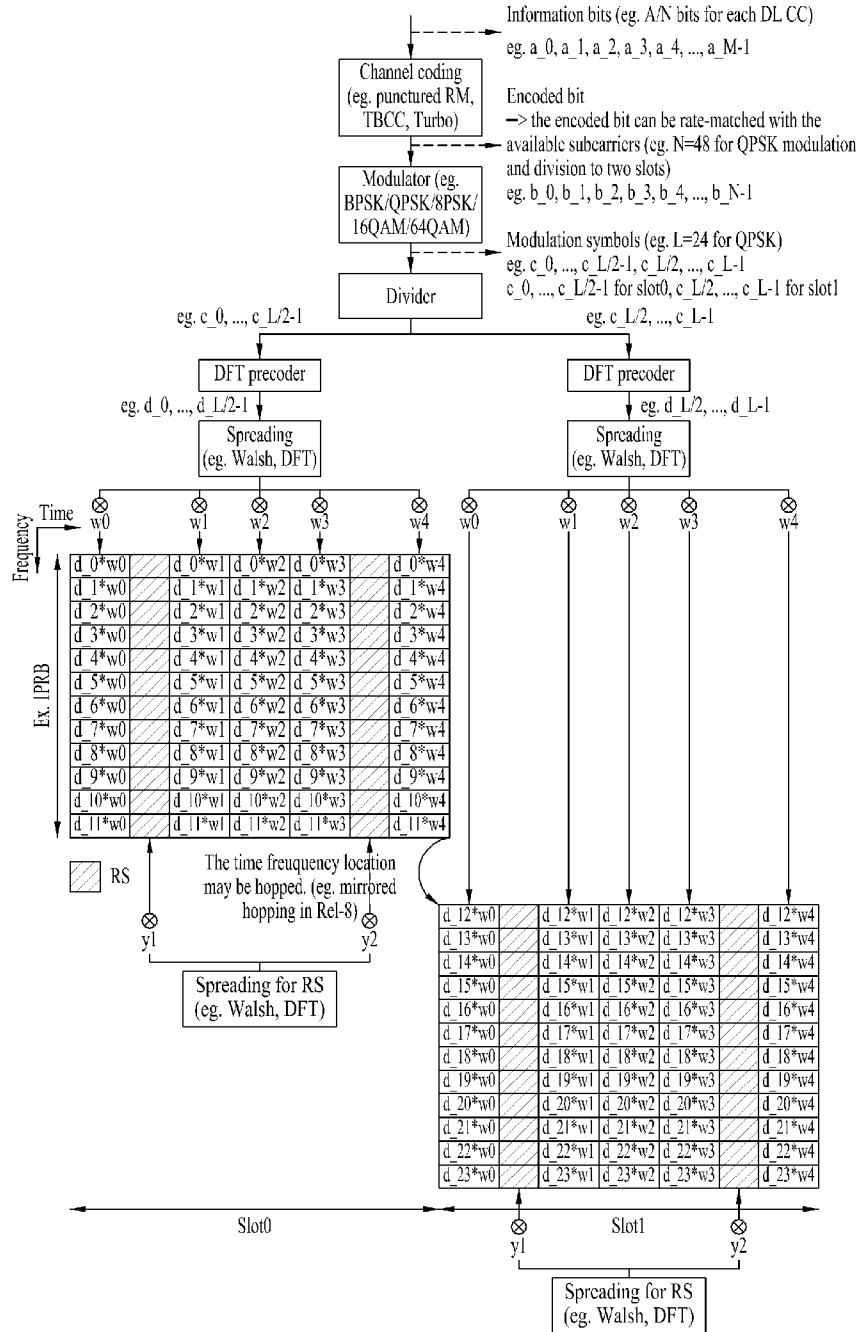 Information bits (eg. A/N bits for each DL CC)
eg. a_0, a_1, a_2, a_3, a_4, ..., a_M-1
Channel coding
(eg. punctured RM,
TBCC, Turbo)
Encoded bit
–> the encoded bit can be rate-matched with the
available subcarriers (eg. N=48 for QPSK modulation
and division to two slots)
eg. b_0, b_1, b_2, b_3, b_4, ..., b_N-1
Modulator (eg.
BPSK/QPSK/8PSK/
16QAM/64QAM)
Modulation symbols (eg. L=24 for QPSK)
eg. c_0, ..., c_L/2-1, c_L/2, ..., c_L-1
c_0, ..., c_L/2-1 for slot0, c_L/2, ..., c_L-1 for slot1
Divider
eg. c_0, ..., c_L/2-1
eg. c_L/2, ..., c_L-1
DFT precoder
DFT precoder
eg. d_0, ..., d_L/2-1
eg. d_L/2, ..., d_L-1
Spreading
(eg. Walsh, DFT)
Spreading
(eg. Walsh, DFT)
Time
Frequency
w0 w1 w2 w3 w4
w0 w1 w2 w3 w4
Ex. 1PRB
d_0*w0 d_0*w1 d_0*w2 d_0*w3 d_0*w4
d_1*w0 d_1*w1 d_1*w2 d_1*w3 d_1*w4
d_2*w0 d_2*w1 d_2*w2 d_2*w3 d_2*w4
d_3*w0 d_3*w1 d_3*w2 d_3*w3 d_3*w4
d_4*w0 d_4*w1 d_4*w2 d_4*w3 d_4*w4
d_5*w0 d_5*w1 d_5*w2 d_5*w3 d_5*w4
d_6*w0 d_6*w1 d_6*w2 d_6*w3 d_6*w4
d_7*w0 d_7*w1 d_7*w2 d_7*w3 d_7*w4
d_8*w0 d_8*w1 d_8*w2 d_8*w3 d_8*w4
d_9*w0 d_9*w1 d_9*w2 d_9*w3 d_9*w4
d_10*w0 d_10*w1 d_10*w2 d_10*w3 d_10*w4
d_11*w0 d_11*w1 d_11*w2 d_11*w3 d_11*w4
RS
The time freuquency location
may be hopped. (eg. mirrored
hopping in Rel-8)
y1 y2
Spreading for RS
(eg. Walsh, DFT)
d_12*w0 d_12*w1 d_12*w2 d_12*w3 d_12*w4
d_13*w0 d_13*w1 d_13*w2 d_13*w3 d_13*w4
d_14*w0 d_14*w1 d_14*w2 d_14*w3 d_14*w4
d_15*w0 d_15*w1 d_15*w2 d_15*w3 d_15*w4
d_16*w0 d_16*w1 d_16*w2 d_16*w3 d_16*w4
d_17*w0 d_17*w1 d_17*w2 d_17*w3 d_17*w4
d_18*w0 d_18*w1 d_18*w2 d_18*w3 d_18*w4
d_19*w0 d_19*w1 d_19*w2 d_19*w3 d_19*w4
d_20*w0 d_20*w1 d_20*w2 d_20*w3 d_20*w4
d_21*w0 d_21*w1 d_21*w2 d_21*w3 d_21*w4
d_22*w0 d_22*w1 d_22*w2 d_22*w3 d_22*w4
d_23*w0 d_23*w1 d_23*w2 d_23*w3 d_23*w4
Slot0
Slot1
y1 y2
Spreading for RS
(eg. Walsh, DFT)